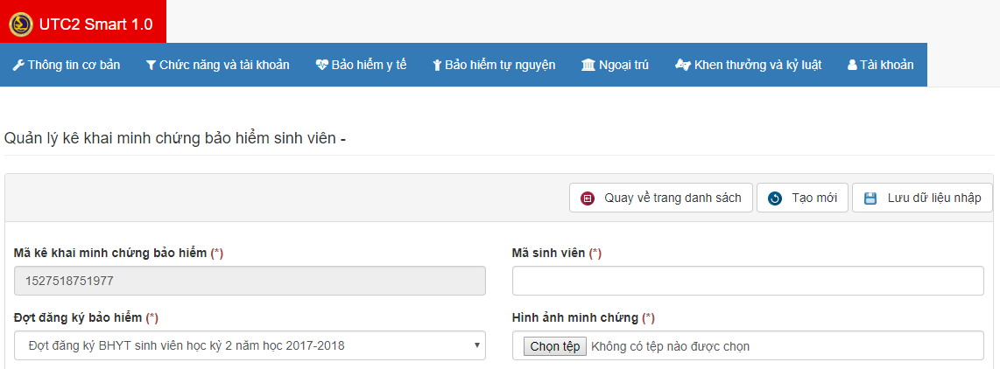 UTC2 Smart 1.0
Thông tin cơ bản Chức năng và tài khoản Bảo hiểm y tế Bảo hiểm tự nguyện Ngoại trú Khen thưởng và kỷ luật Tài khoản
Quản lý kê khai minh chứng bảo hiểm sinh viên -
Quay về trang danh sách Tạo mới Lưu dữ liệu nhập
Mã kê khai minh chứng bảo hiểm (*) Mã sinh viên (*)
1527518751977
Đợt đăng ký bảo hiểm (*) Hình ảnh minh chứng (*)
Đợt đăng ký BHYT sinh viên học kỳ 2 năm học 2017-2018 Chọn tệp Không có tệp nào được chọn